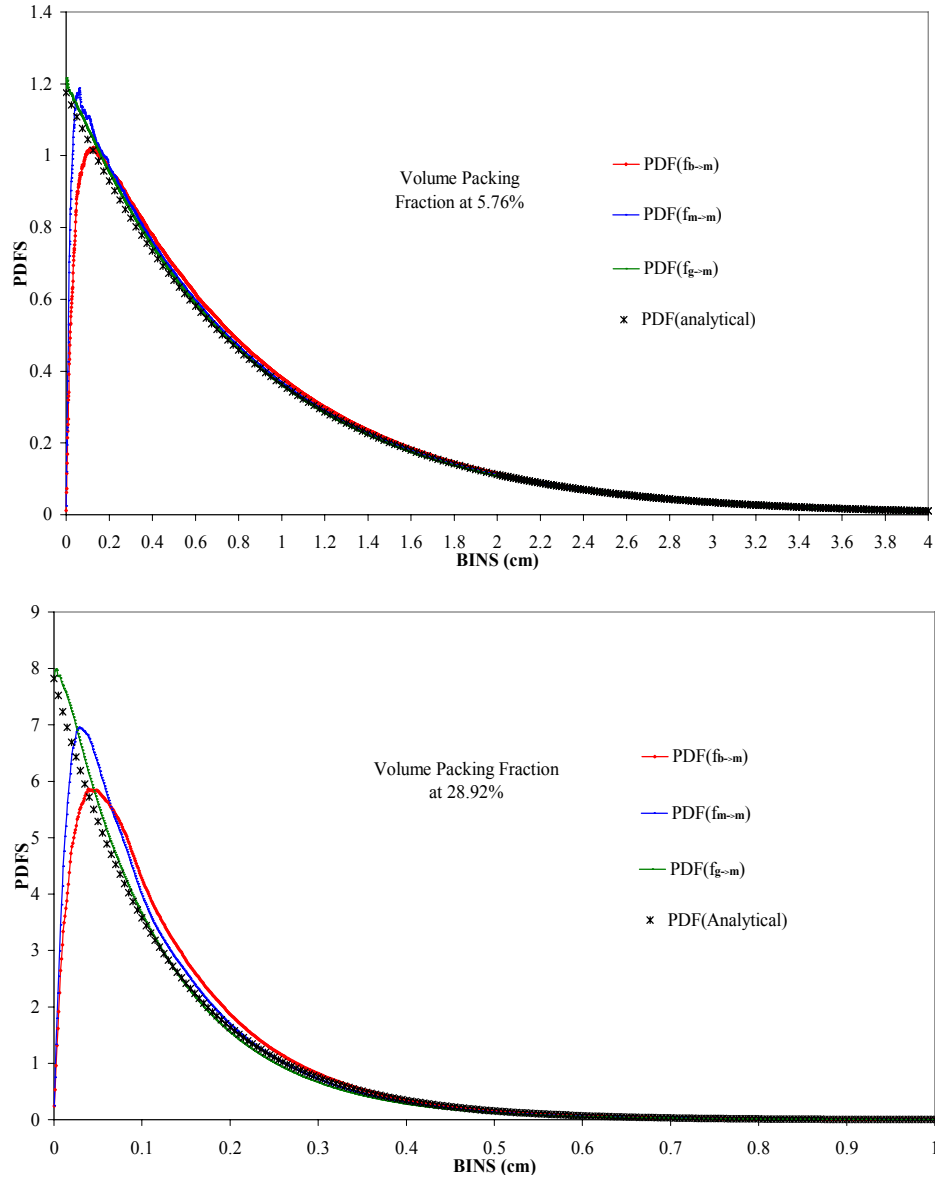 1.4
1.2
1
0.8
0.6
0.4
0.2
0
PDFS
Volume Packing
Fraction at 5.76%
PDF(fb->m)
PDF(fm->m)
PDF(fg->m)
PDF(analytical)
0 0.2 0.4 0.6 0.8 1 1.2 1.4 1.6 1.8 2 2.2 2.4 2.6 2.8 3 3.2 3.4 3.6 3.8 4
BINS (cm)
9
8
7
6
5
4
3
2
1
0
PDFS
Volume Packing Fraction
at 28.92%
PDF(fb->m)
PDF(fm->m)
PDF(fg->m)
PDF(Analytical)
0 0.1 0.2 0.3 0.4 0.5 0.6 0.7 0.8 0.9 1
BINS (cm)